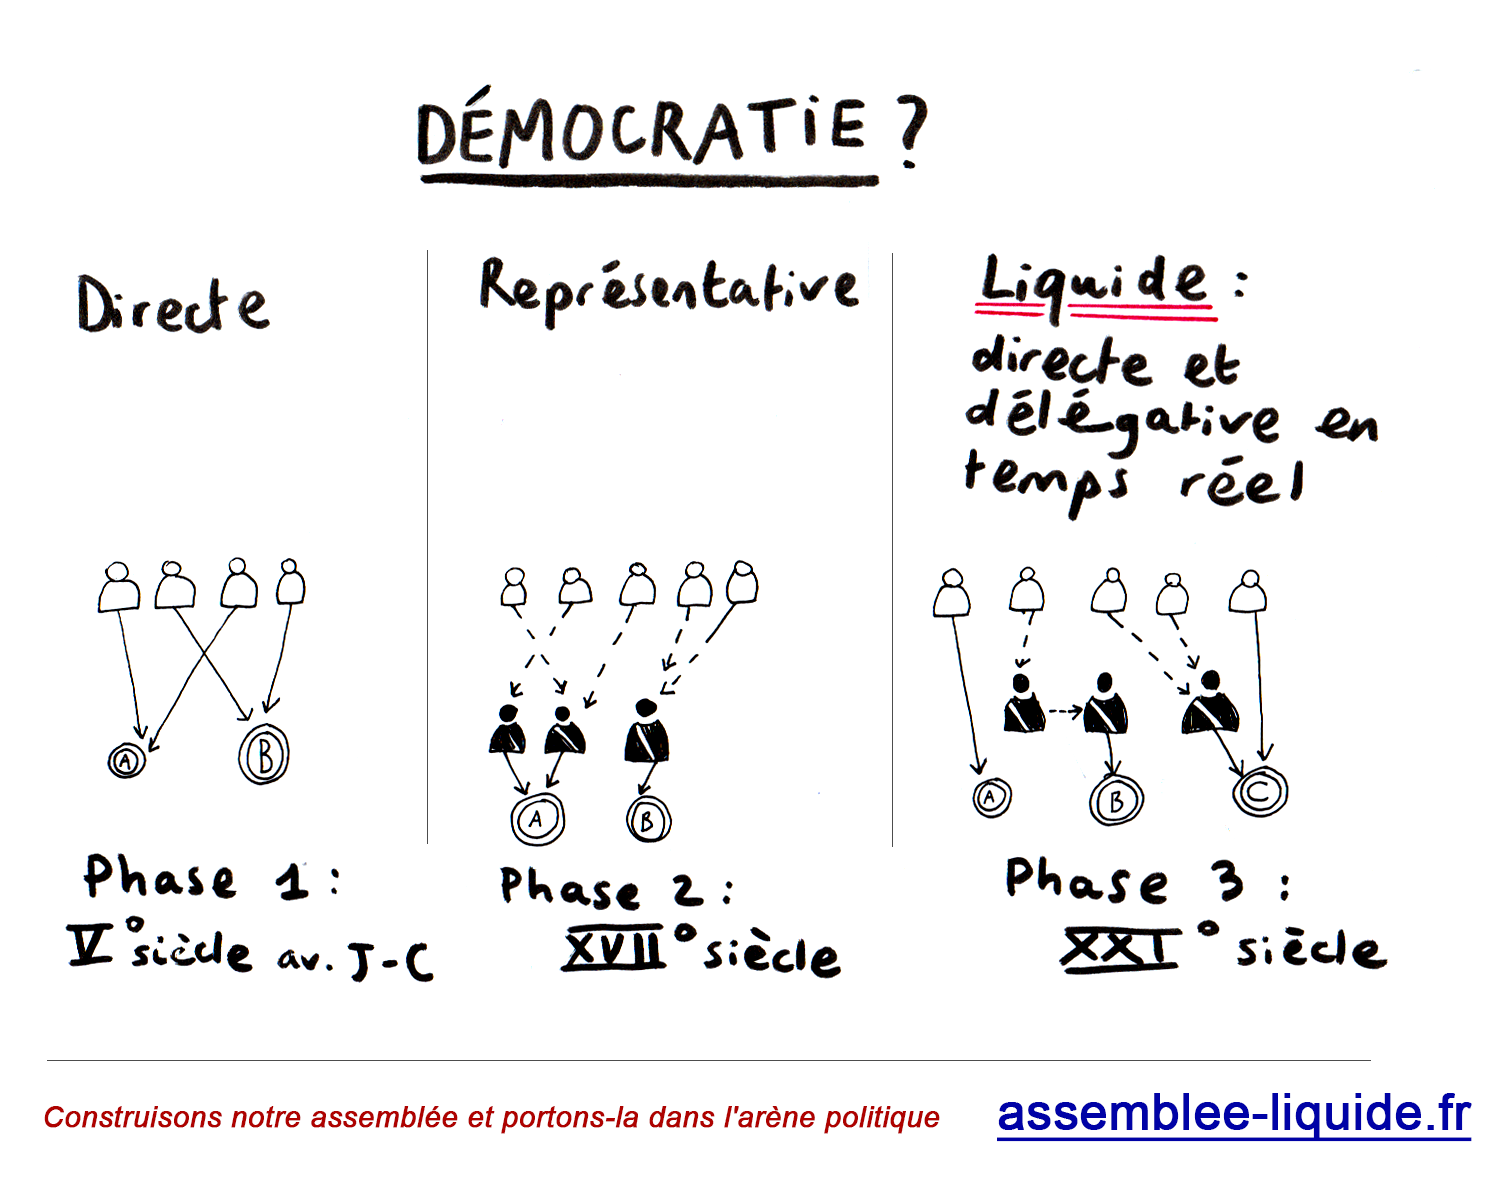 DÉMOCRATIE ?
Directe
Représentative
Liquide :
directe et
délégative en
temps réel
A
B
A
B
A
B
C
Phase 1 :
V° siècle av. J-C
Phase 2 :
XVII° siècle
Phase 3 :
XXI° siècle
Construisons notre assemblée et portons-la dans l'arène politique
assemblee-liquide.fr